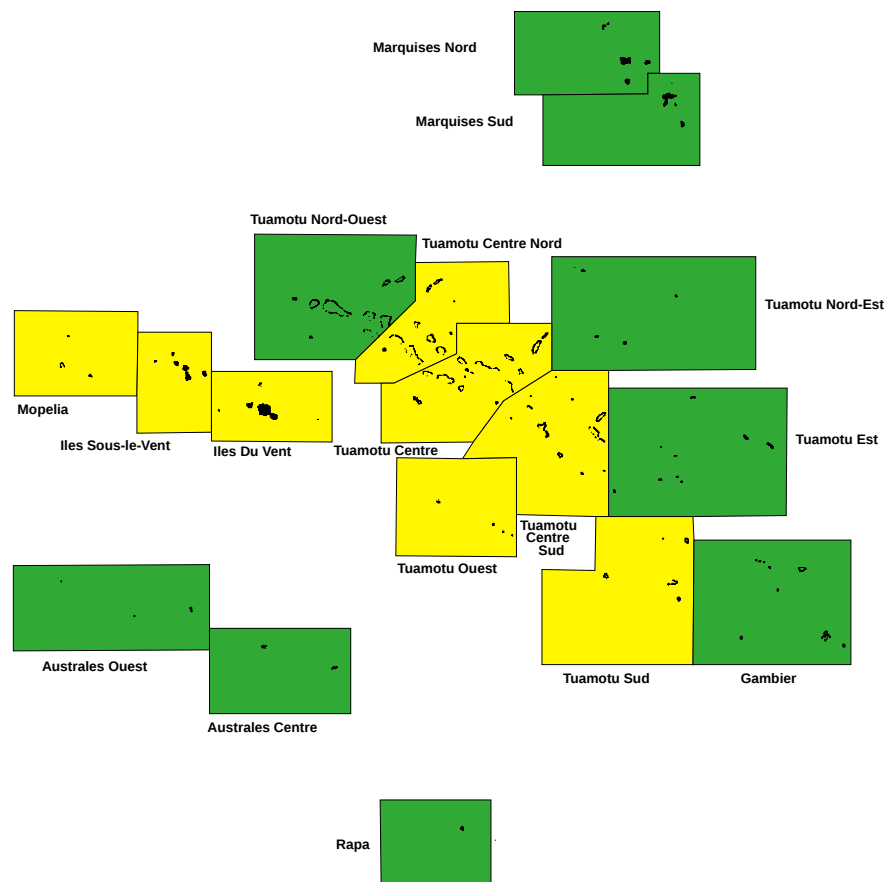 Marquises Nord
Marquises Sud
Tuamotu Nord-Ouest
Tuamotu Centre Nord
Tuamotu Nord-Est
Mopelia
Iles Sous-le-Vent
Iles Du Vent
Tuamotu Centre
Tuamotu Est
Tuamotu
Centre
Sud
Tuamotu Ouest
Australes Ouest
Tuamotu Sud
Gambier
Australes Centre
Rapa